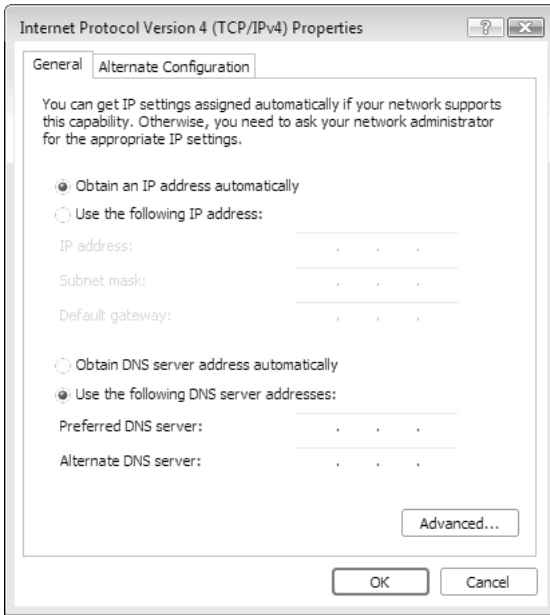 Internet Protocol Version 4 (TCP/IPv4) Properties
General
Alternate Configuration
You can get IP settings assigned automatically if your network supports
this capability. Otherwise, you need to ask your network administrator
for the appropriate IP settings.
Obtain an IP address automatically
Use the following IP address:
IP address:
Subnet mask:
Default gateway:
Obtain DNS server address automatically
Use the following DNS server addresses:
Preferred DNS server:
Alternate DNS server:
Advanced...
OK
Cancel